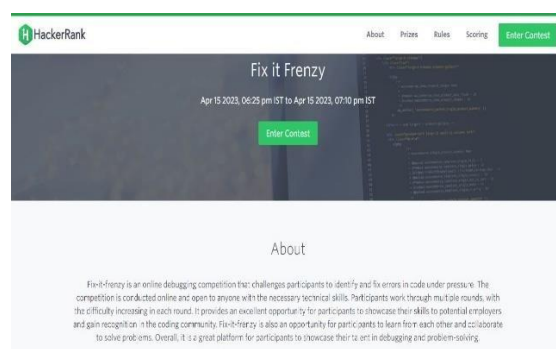 HackerRank
About Prizes Rules Scoring Enter Contest
Fix it Frenzy
Apr 15 2023, 06:25 pm IST to Apr 15 2023, 07:10 pm IST
Enter Contest
About
Fix-it-frenzy is an online debugging competition that challenges participants to identify and fix errors in code under pressure. The
competition is conducted online and open to anyone with the necessary technical skills. Participants work through multiple rounds, with
the difficulty increasing in each round. It provides an excellent opportunity for participants to showcase their skills to potential employers
and gain recognition in the coding community. Fix-it-frenzy is also an opportunity for participants to learn from each other and collaborate
to solve problems. Overall, it is a great platform for participants to showcase their talent in debugging and problem-solving.